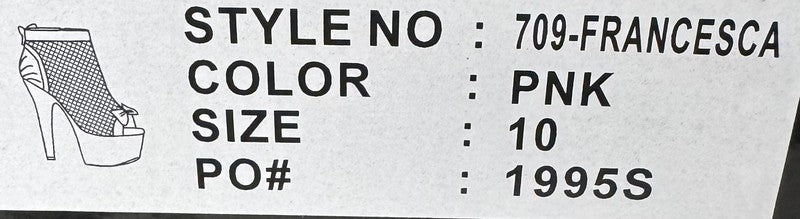 STYLE NO : 709-FRANCESCA
COLOR : PNK
SIZE : 10
PO# : 1995S